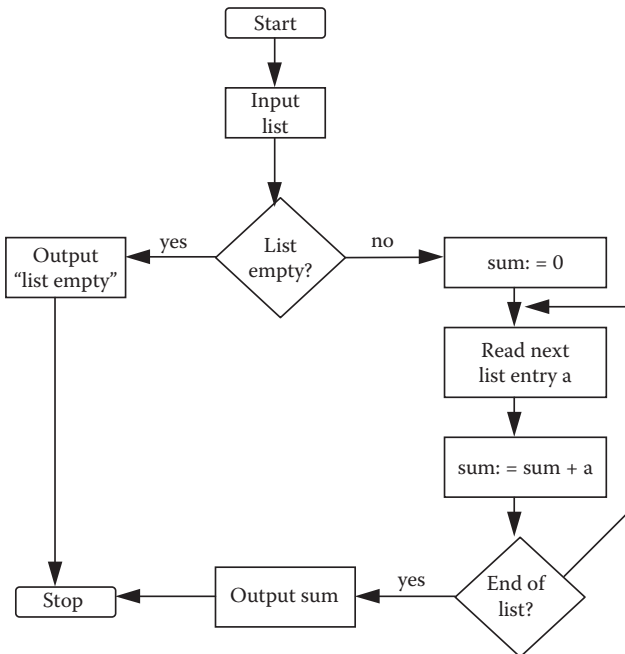 Start
Input
list
List
empty?
yes
no
Output
“list empty”
sum: = 0
Read next
list entry a
sum: = sum + a
End of
list?
yes
Output sum
Stop